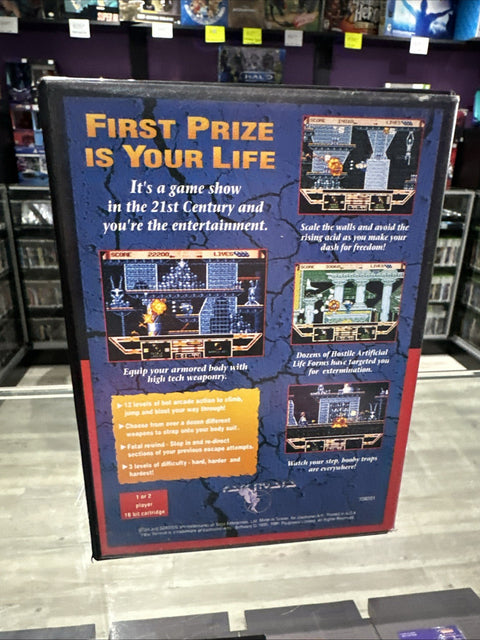 FIRST PRIZE
IS YOUR LIFE
It's a game show
in the 21st Century and
you're the entertainment.
SCORE
LIVES
Scale the walls and avoid the
rising acid as you make your
dash for freedom!
SCORE 22200 LIVES
SCORE LIVES
Equip your armored body with
high tech weaponry.
Dozens of Hostile Artificial
Life Forms have targeted you
for extermination.
▶ 12 levels of hot arcade action to climb,
jump and blast your way through!
▶ Choose from over a dozen different
weapons to strap onto your body suit.
▶ Fatal rewind - Stop in and re-direct
sections of your previous escape attempts.
▶ 3 levels of difficulty - hard, harder and
hardest!
Watch your step, booby traps
are everywhere!
1 or 2
player
16 bit cartridge
HALO